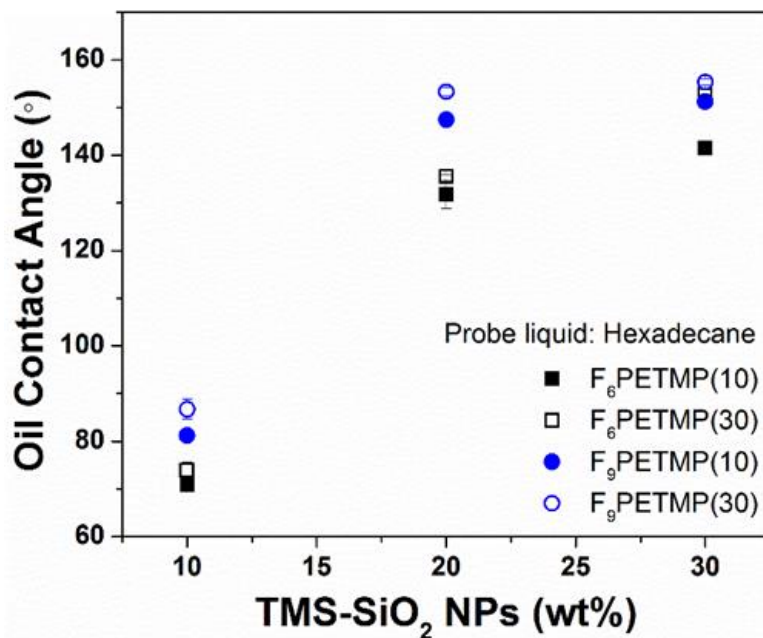 Oil Contact Angle (°)
160
140
120
100
80
60
Probe liquid: Hexadecane
F₆PETMP(10)
F₆PETMP(30)
F₉PETMP(10)
F₉PETMP(30)
10 15 20 25 30
TMS-SiO₂ NPs (wt%)